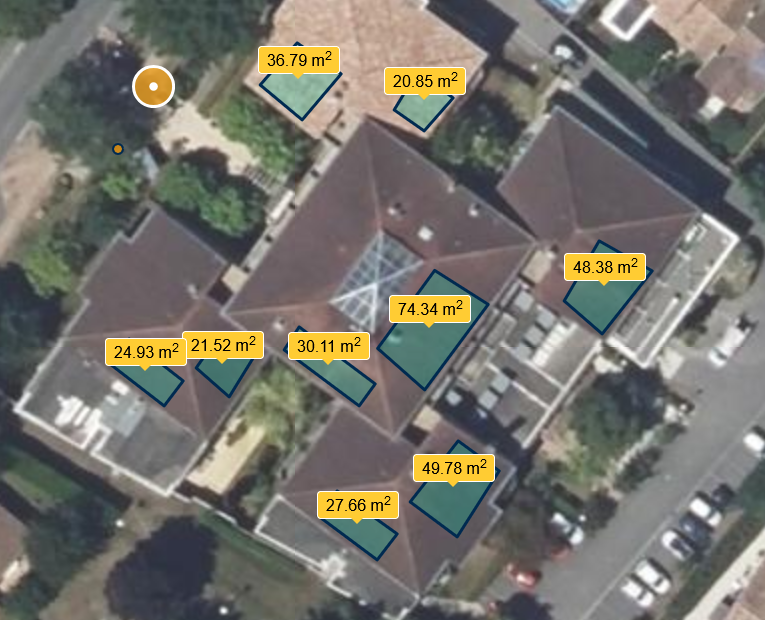 36.79 m²
20.85 m²
48.38 m²
74.34 m²
21.52 m²
30.11 m²
24.93 m²
49.78 m²
27.66 m²